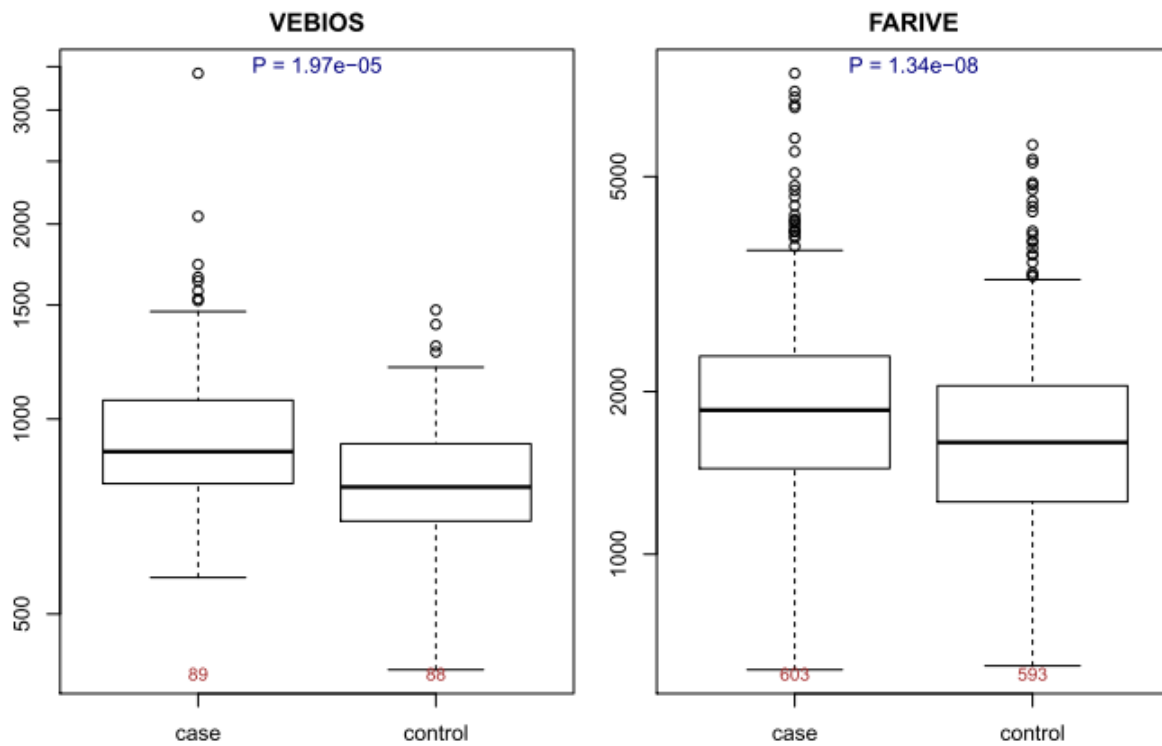 VEBIOS
P = 1.97e−05
3000
2000
1500
1000
500
89
88
case
control
FARIVE
P = 1.34e−08
5000
2000
1000
603
593
case
control